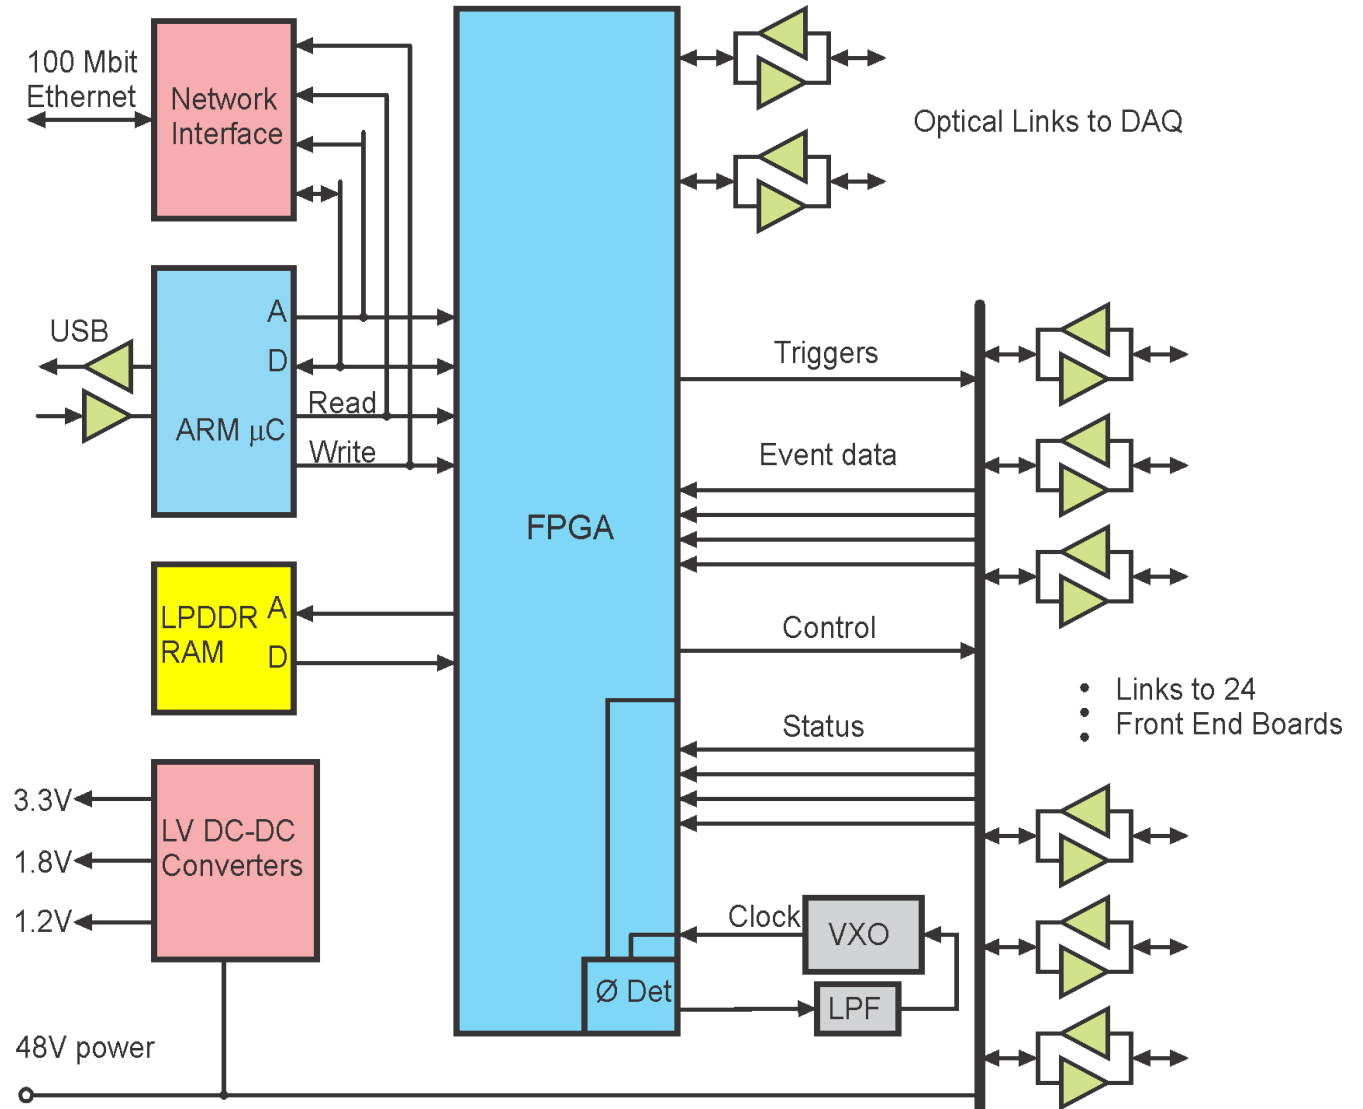 100 Mbit
Ethernet
Network
Interface
Optical Links to DAQ
USB
A
D
Read
ARM μC
Write
Triggers
Event data
FPGA
LPDDR A
RAM D
Control
Links to 24
Front End Boards
Status
3.3V
LV DC-DC
1.8V
Converters
1.2V
Clock
VXO
Ø Det
LPF
48V power